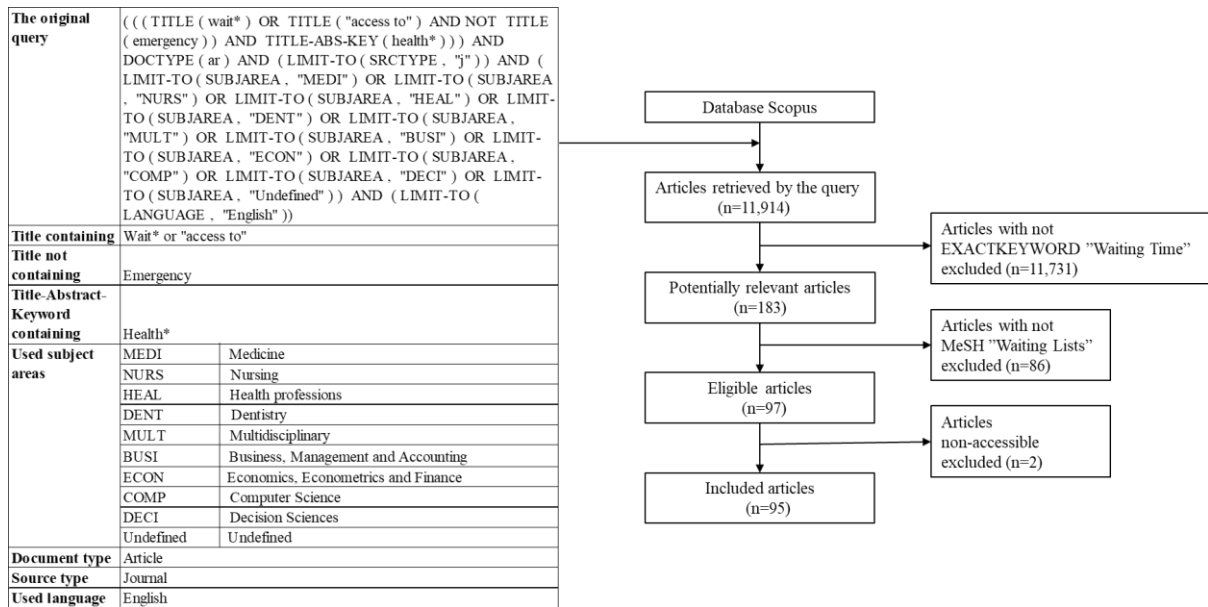 The original
query
( ( ( TITLE ( wait* ) OR TITLE ( "access to" ) AND NOT TITLE
( emergency ) ) AND TITLE-ABS-KEY ( health* ) ) ) AND
DOCTYPE ( ar ) AND ( LIMIT-TO ( SRCTYPE , "j" ) ) AND (
LIMIT-TO ( SUBJAREA , "MEDI" ) OR LIMIT-TO ( SUBJAREA
, "NURS" ) OR LIMIT-TO ( SUBJAREA , "HEAL" ) OR LIMIT-
TO ( SUBJAREA , "DENT" ) OR LIMIT-TO ( SUBJAREA ,
"MULT" ) OR LIMIT-TO ( SUBJAREA , "BUSI" ) OR LIMIT-
TO ( SUBJAREA , "ECON" ) OR LIMIT-TO ( SUBJAREA ,
"COMP" ) OR LIMIT-TO ( SUBJAREA , "DECI" ) OR LIMIT-
TO ( SUBJAREA , "Undefined" ) ) AND ( LIMIT-TO (
LANGUAGE , "English" ))
Title containing Wait* or "access to"
Title not
containing Emergency
Title-Abstract-
Keyword
containing Health*
Used subject
areas
MEDI Medicine
NURS Nursing
HEAL Health professions
DENT Dentistry
MULT Multidisciplinary
BUSI Business, Management and Accounting
ECON Economics, Econometrics and Finance
COMP Computer Science
DECI Decision Sciences
Undefined Undefined
Document type Article
Source type Journal
Used language English
Database Scopus
Articles retrieved by the query
(n=11,914)
Articles with not
EXACTKEYWORD ”Waiting Time”
excluded (n=11,731)
Potentially relevant articles
(n=183)
Articles with not
MeSH ”Waiting Lists”
excluded (n=86)
Eligible articles
(n=97)
Articles
non-accessible
excluded (n=2)
Included articles
(n=95)